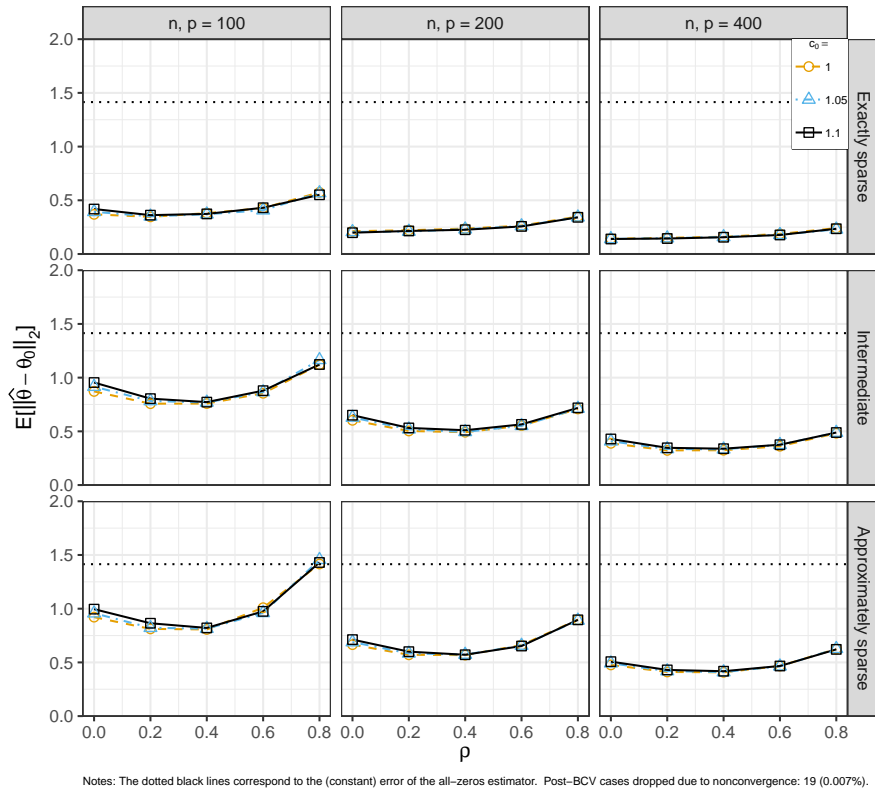 n, p = 100
n, p = 200
n, p = 400
c₀ =
1
1.05
1.1
Exactly sparse
Intermediate
Approximately sparse
E[||θ̂ − θ₀||₂]
2.0
1.5
1.0
0.5
0.0
2.0
1.5
1.0
0.5
0.0
2.0
1.5
1.0
0.5
0.0
0.0 0.2 0.4 0.6 0.8
0.0 0.2 0.4 0.6 0.8
0.0 0.2 0.4 0.6 0.8
ρ
Notes: The dotted black lines correspond to the (constant) error of the all−zeros estimator. Post−BCV cases dropped due to nonconvergence: 19 (0.007%).